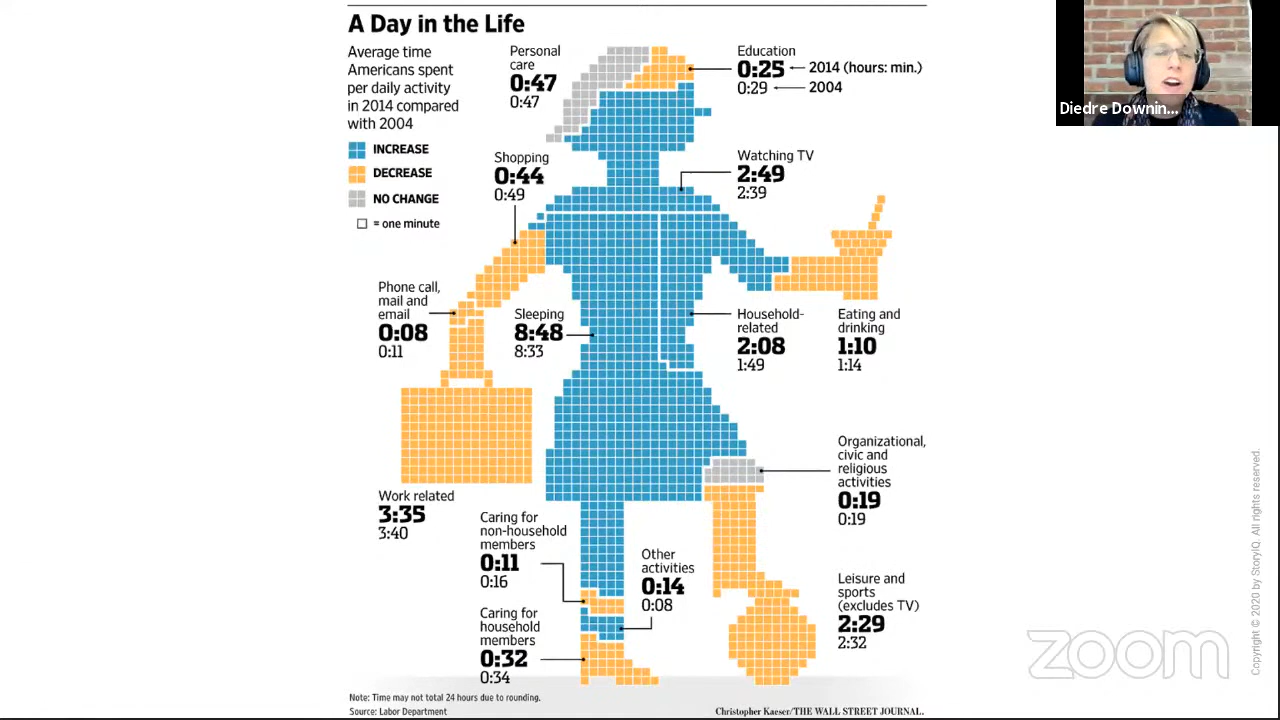 A Day in the Life
Average time
Americans spent
per daily activity
in 2014 compared
with 2004
INCREASE
DECREASE
NO CHANGE
= one minute
Personal
care
0:47
0:47
Education
0:25 2014 (hours: min.)
0:29 2004
Shopping
0:44
0:49
Watching TV
2:49
2:39
Phone call,
mail and
email
0:08
0:11
Sleeping
8:48
8:33
Household-
related
2:08
1:49
Eating and
drinking
1:10
1:14
Organizational,
civic and
religious
activities
0:19
0:19
Work related
3:35
3:40
Caring for
non-household
members
0:11
0:16
Other
activities
0:14
0:08
Caring for
household
members
0:32
0:34
Leisure and
sports
(excludes TV)
2:29
2:32
Note: Time may not total 24 hours due to rounding.
Source: Labor Department
Christopher Kaeser/THE WALL STREET JOURNAL.
Diedre Downin...
Copyright © 2020 by StoryIQ. All rights reserved.
zoom